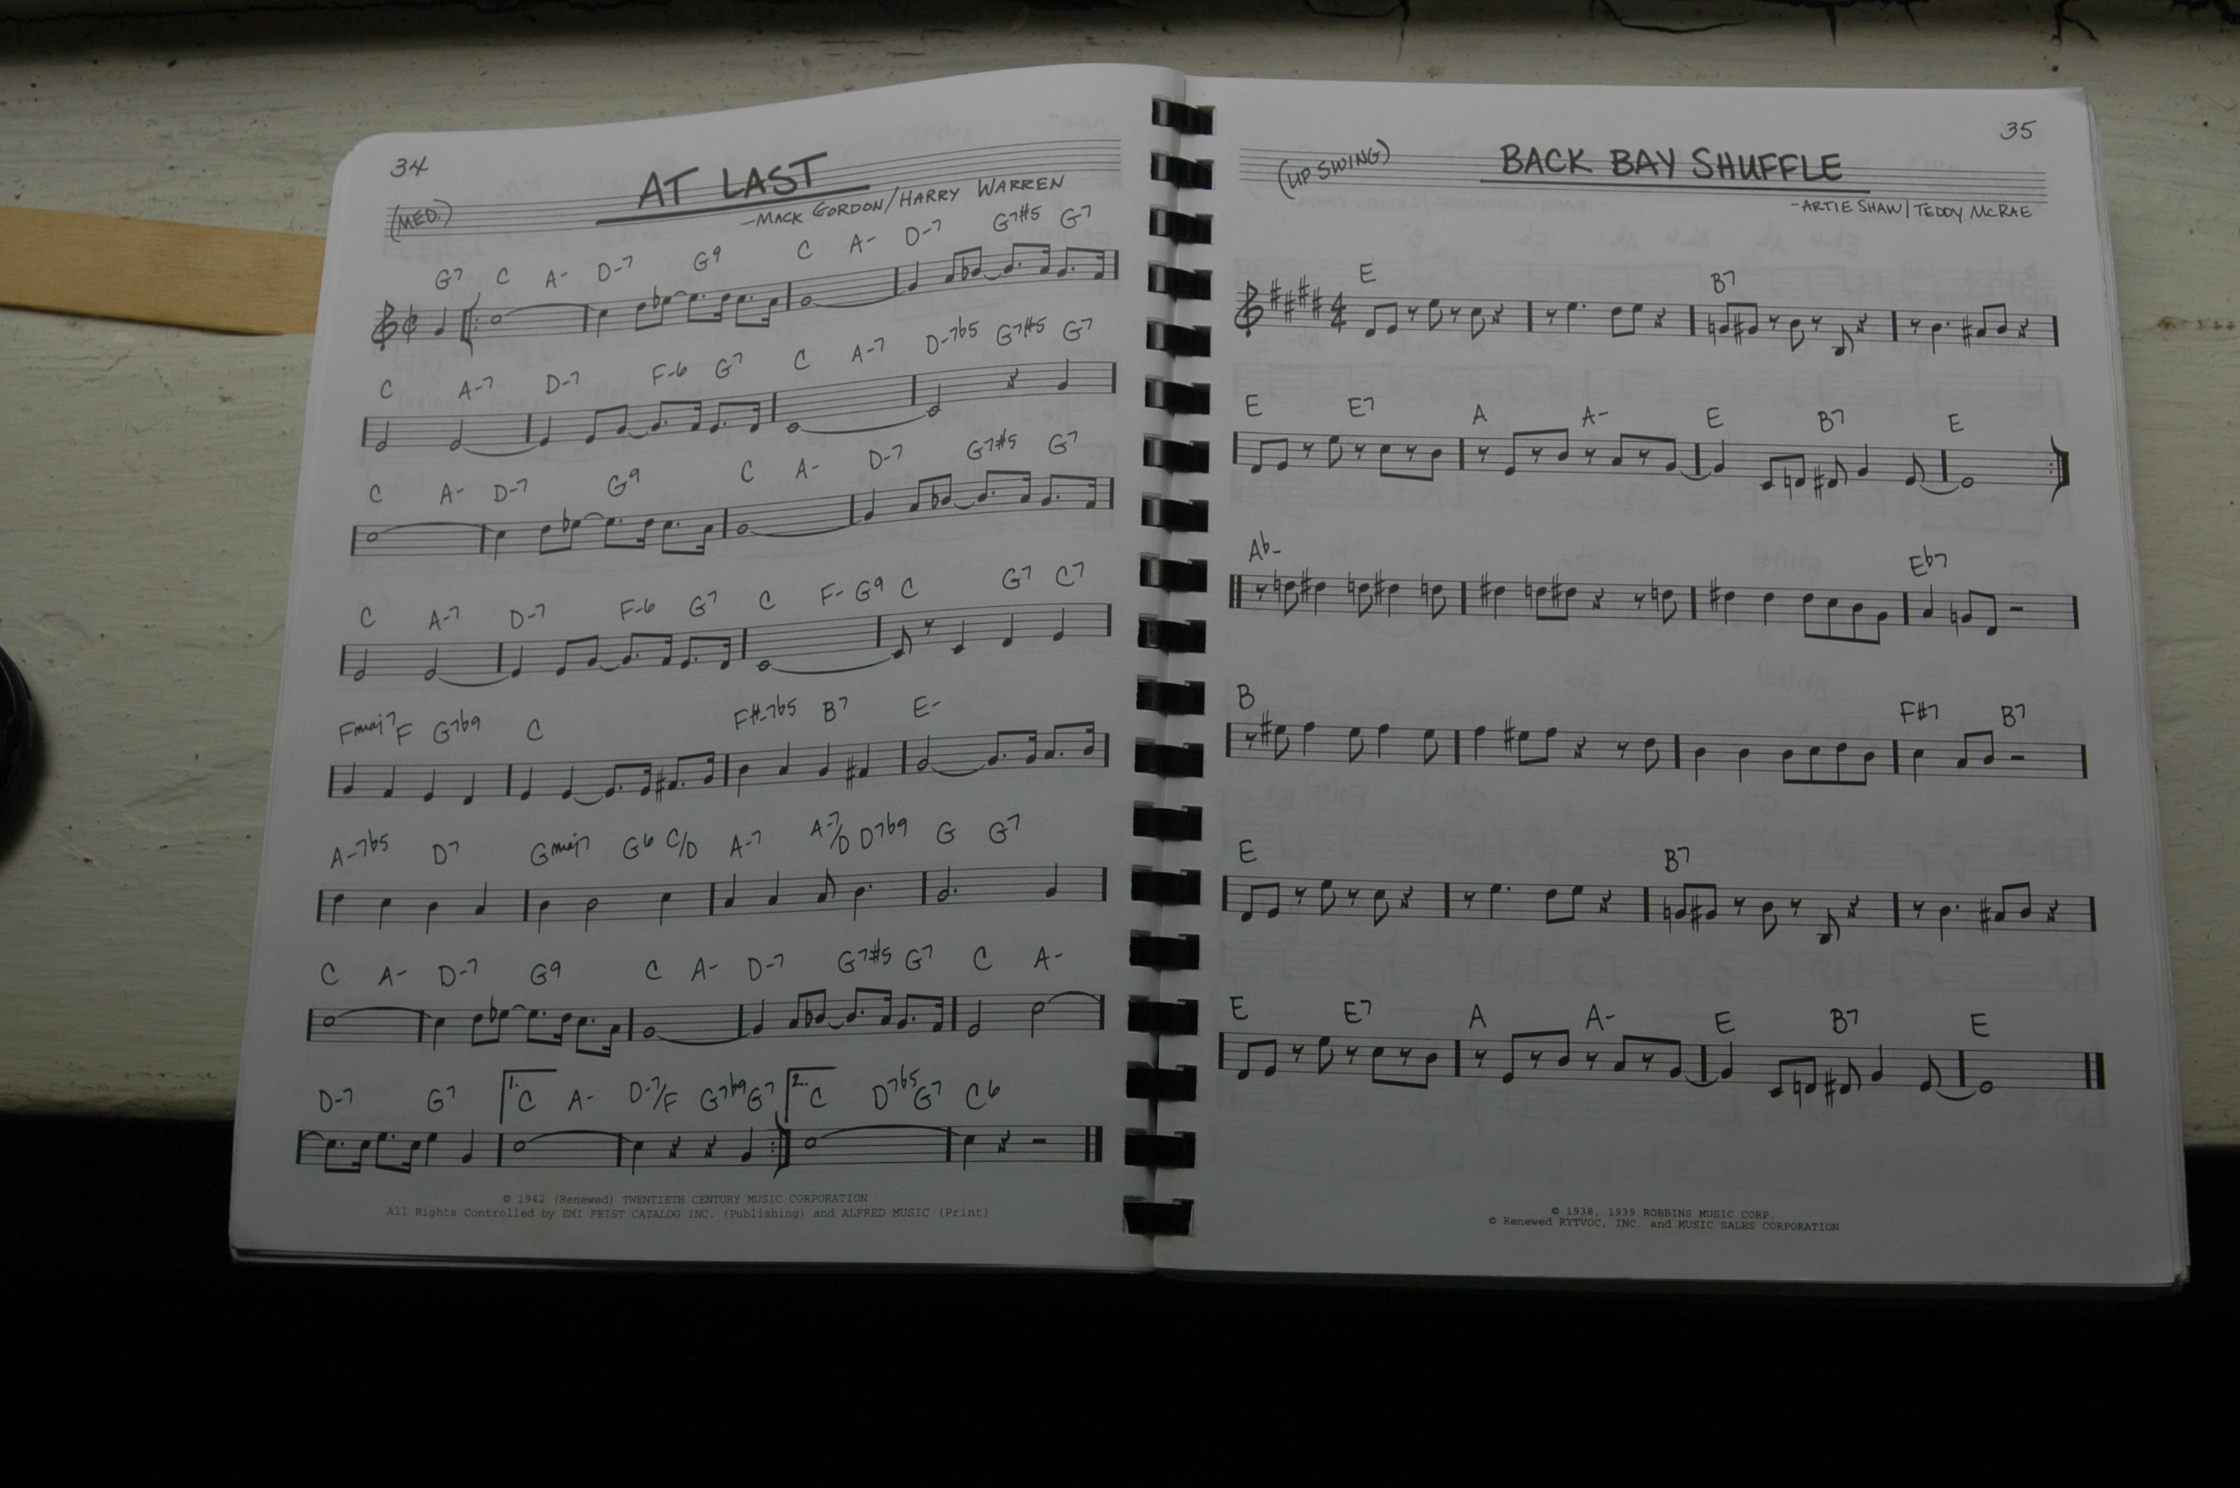 34
AT LAST
(MED.)
-MACK GORDON/HARRY WARREN
G7 C A- D-7 G9 C A- D-7 G7#5 G7
C A-7 D-7 F-6 G7 C A-7 D-7b5 G7#5 G7
C A- D-7 G9 C A- D-7 G7#5 G7
C A-7 D-7 F-6 G7 C F- G9 C G7 C7
Fmaj7 F G7b9 C F#-7b5 B7 E-
A-7b5 D7 Gmaj7 G6 C/D A-7 A-7/D D7b9 G G7
C A- D-7 G9 C A- D-7 G7#5 G7 C A-
D-7 G7 1. C A- D-7/F G7b9 G7 2. C D7b5 G7 C6
© 1942 (Renewed) TWENTIETH CENTURY MUSIC CORPORATION
All Rights Controlled by EMI FEIST CATALOG INC. (Publishing) and ALFRED MUSIC (Print)
35
BACK BAY SHUFFLE
(UP SWING)
-ARTIE SHAW/TEDDY MCRAE
E B7
E E7 A A- E B7 E
Ab- Eb7
B F#7 B7
E B7
E E7 A A- E B7 E
© 1938, 1939 ROBBINS MUSIC CORP.
© Renewed RYTVOC, INC. and MUSIC SALES CORPORATION